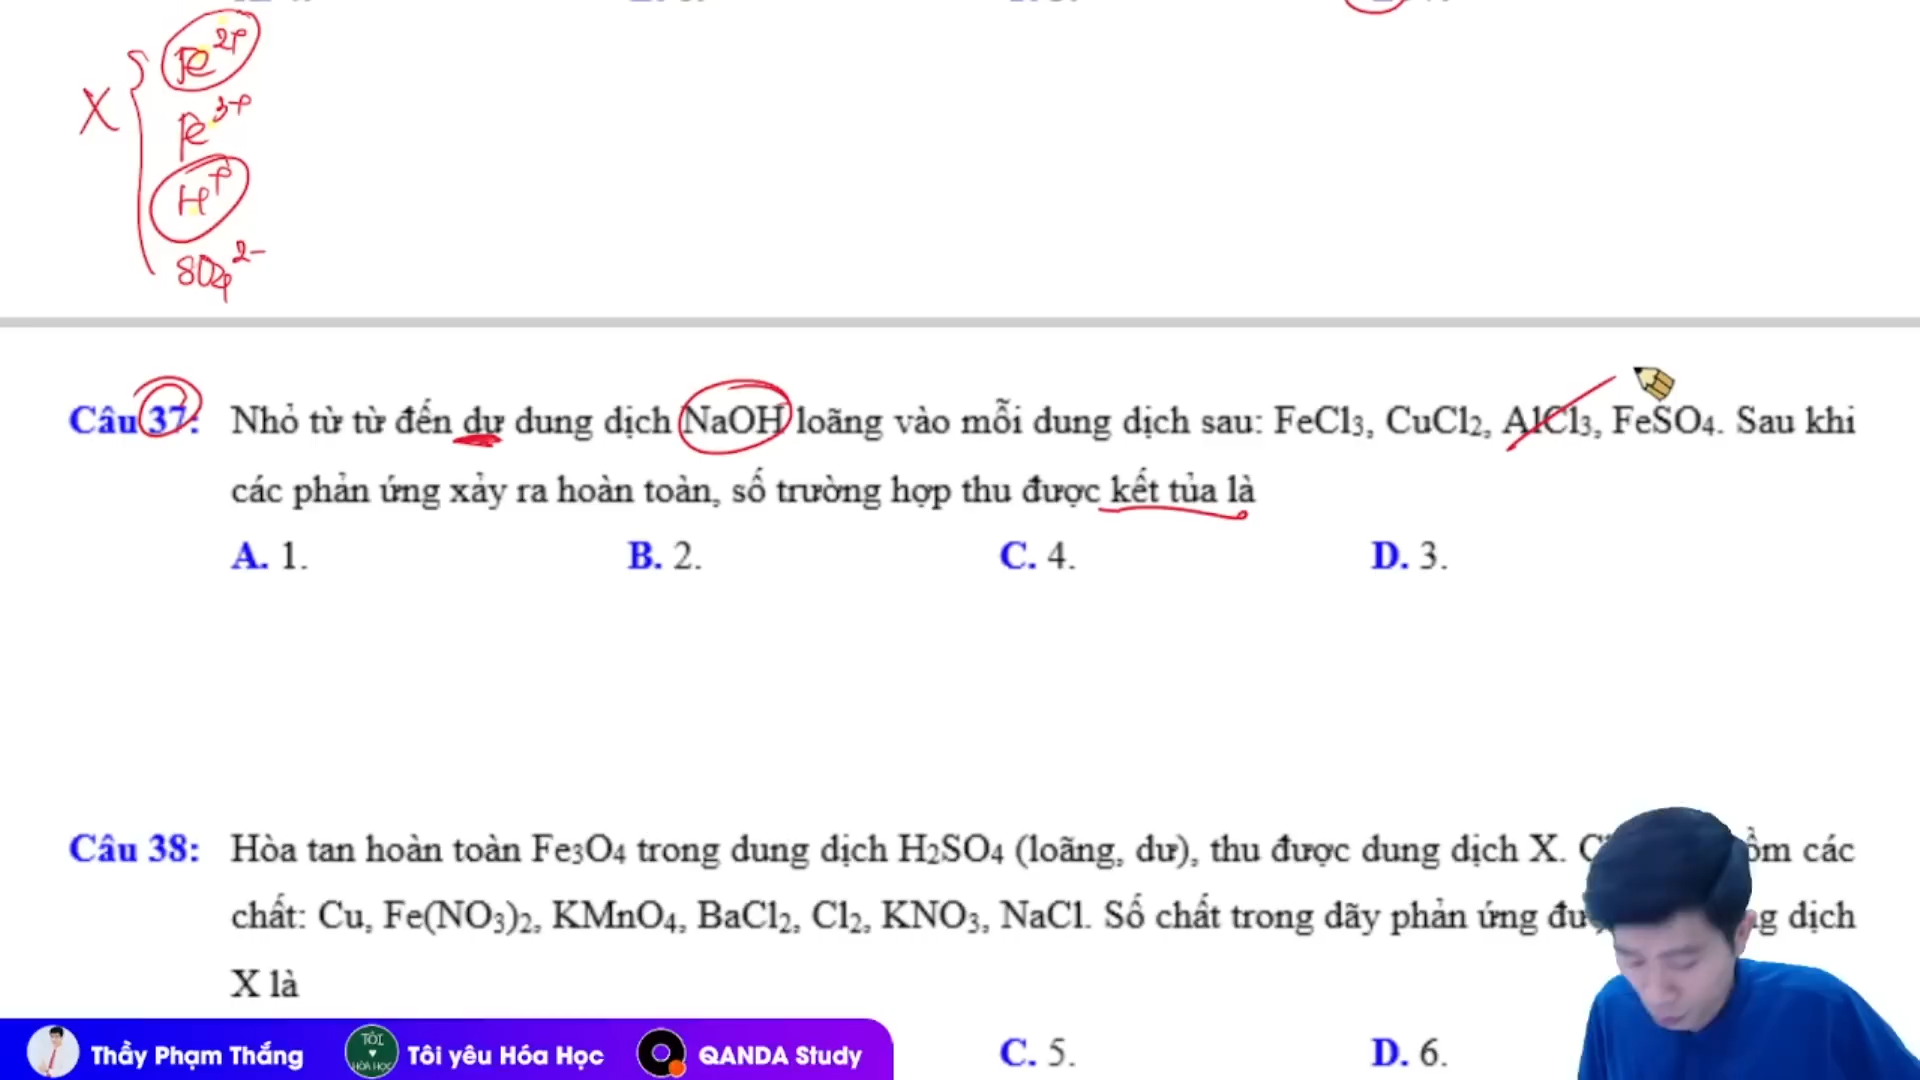 X
Fe2+
Fe3+
H+
SO42-
Câu 37: Nhỏ từ từ đến dư dung dịch NaOH loãng vào mỗi dung dịch sau: FeCl3, CuCl2, AlCl3, FeSO4. Sau khi
các phản ứng xảy ra hoàn toàn, số trường hợp thu được kết tủa là
A. 1. B. 2. C. 4. D. 3.
Câu 38: Hòa tan hoàn toàn Fe3O4 trong dung dịch H2SO4 (loãng, dư), thu được dung dịch X. các
chất: Cu, Fe(NO3)2, KMnO4, BaCl2, Cl2, KNO3, NaCl. Số chất trong dãy phản ứng dịch
X là
C. 5. D. 6.
Thầy Phạm Thắng TÔI YÊU HÓA HỌC Tôi yêu Hóa Học QANDA Study